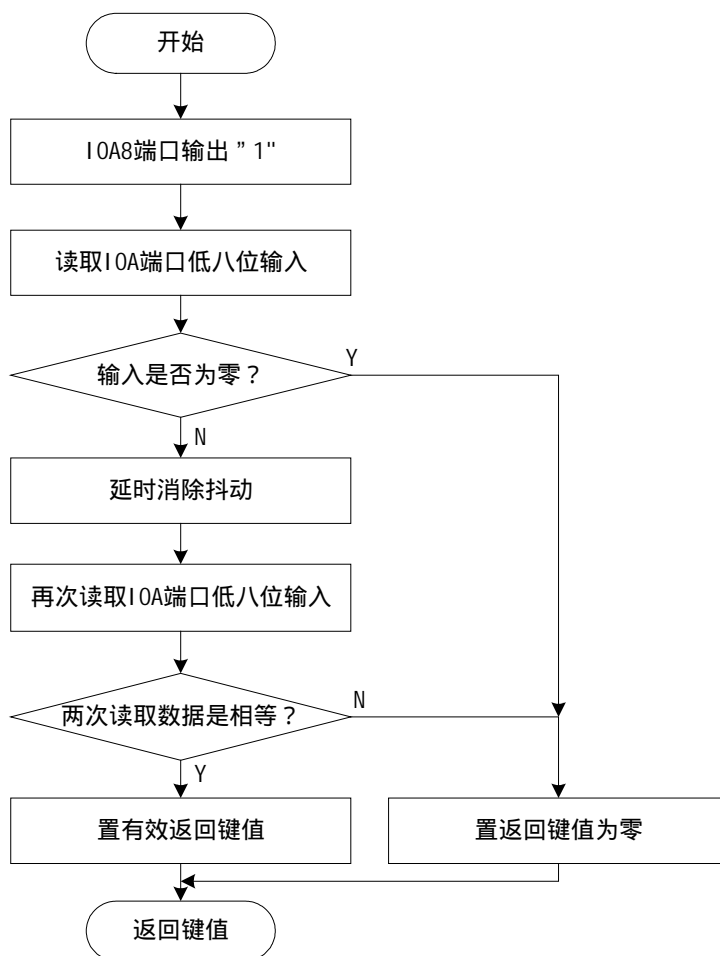 开始
IOA8端口输出"1"
读取IOA端口低八位输入
输入是否为零？
Y
N
延时消除抖动
再次读取IOA端口低八位输入
两次读取数据是相等？
N
Y
置有效返回键值
置返回键值为零
返回键值